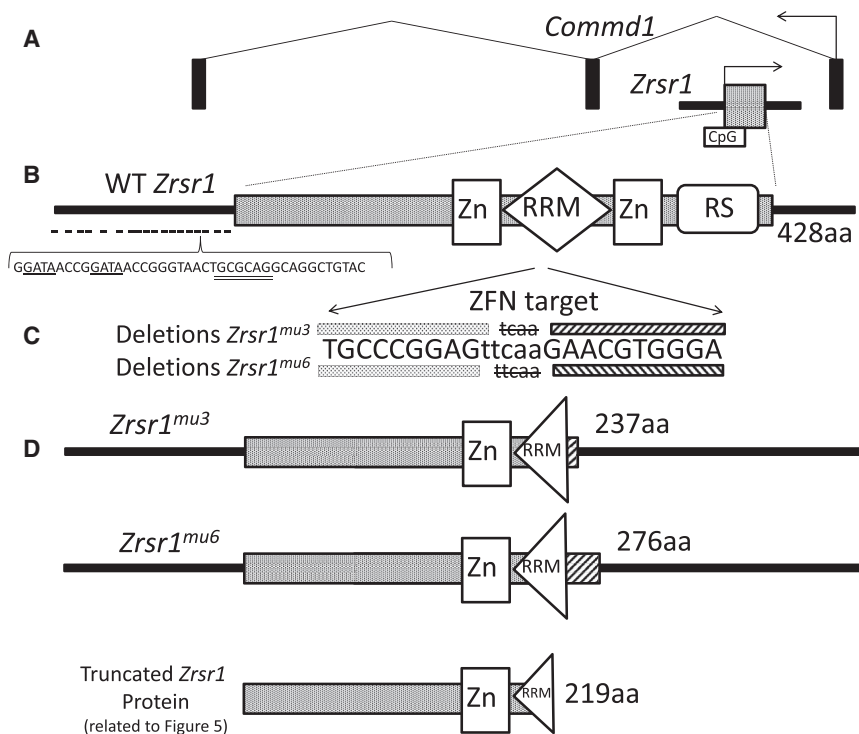 A
Commd1
Zrsr1
CpG
B
WT Zrsr1
Zn
RRM
Zn
RS
428aa
GGATAACCGGATAACCGGGTAACTGCGCAGGCAGGCTGTAC
ZFN target
C
Deletions Zrsr1mu3
tcaa
TGCCCGGAGttcaaGAACGTGGGA
Deletions Zrsr1mu6
ttcaa
D
Zrsr1mu3
Zn
RRM
237aa
Zrsr1mu6
Zn
RRM
276aa
Truncated Zrsr1
Protein
(related to Figure 5)
Zn
RRM
219aa